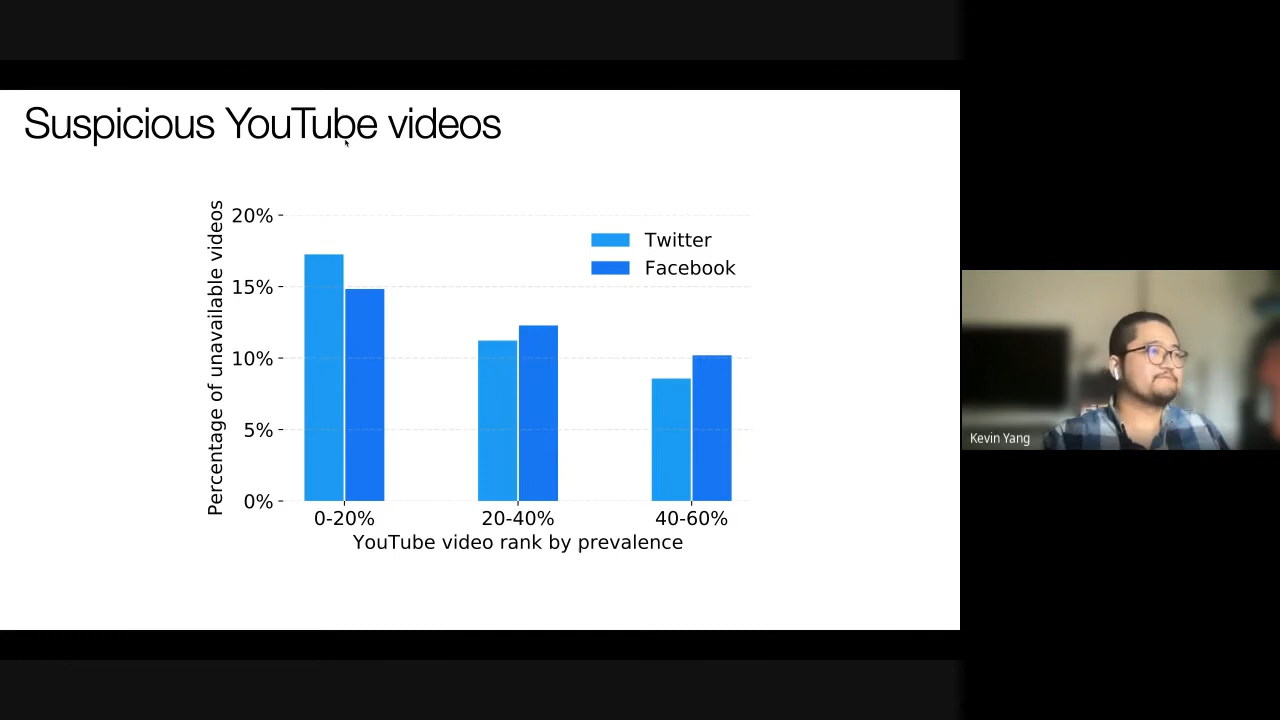 Suspicious YouTube videos
Percentage of unavailable videos
20%
15%
10%
5%
0%
Twitter
Facebook
0-20%
20-40%
40-60%
YouTube video rank by prevalence
Kevin Yang